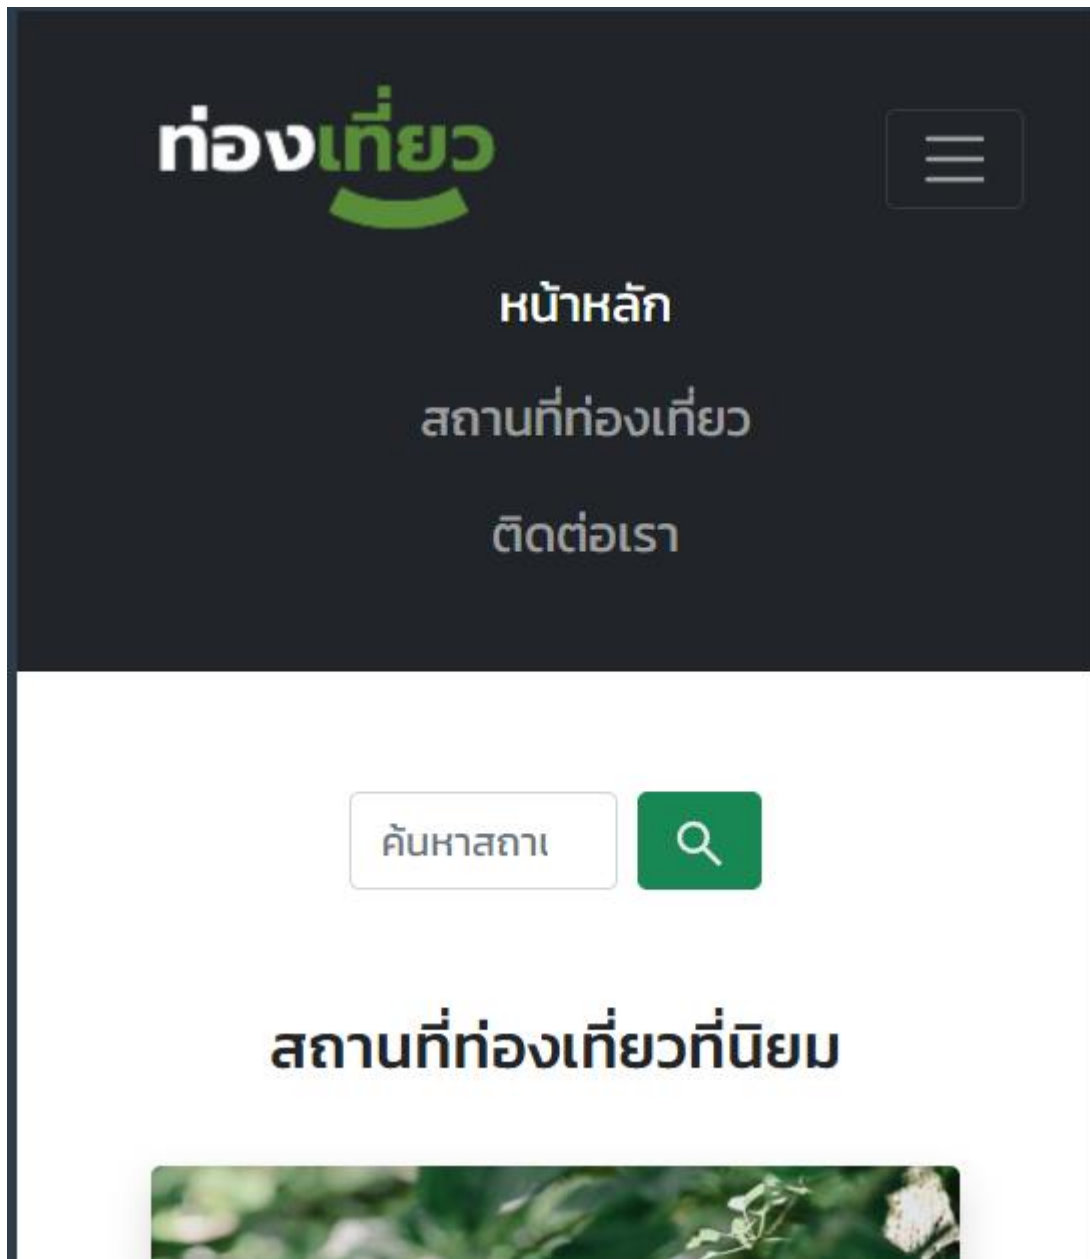 ท่องเที่ยว
หน้าหลัก
สถานที่ท่องเที่ยว
ติดต่อเรา
ค้นหาสถาเ
สถานที่ท่องเที่ยวที่นิยม